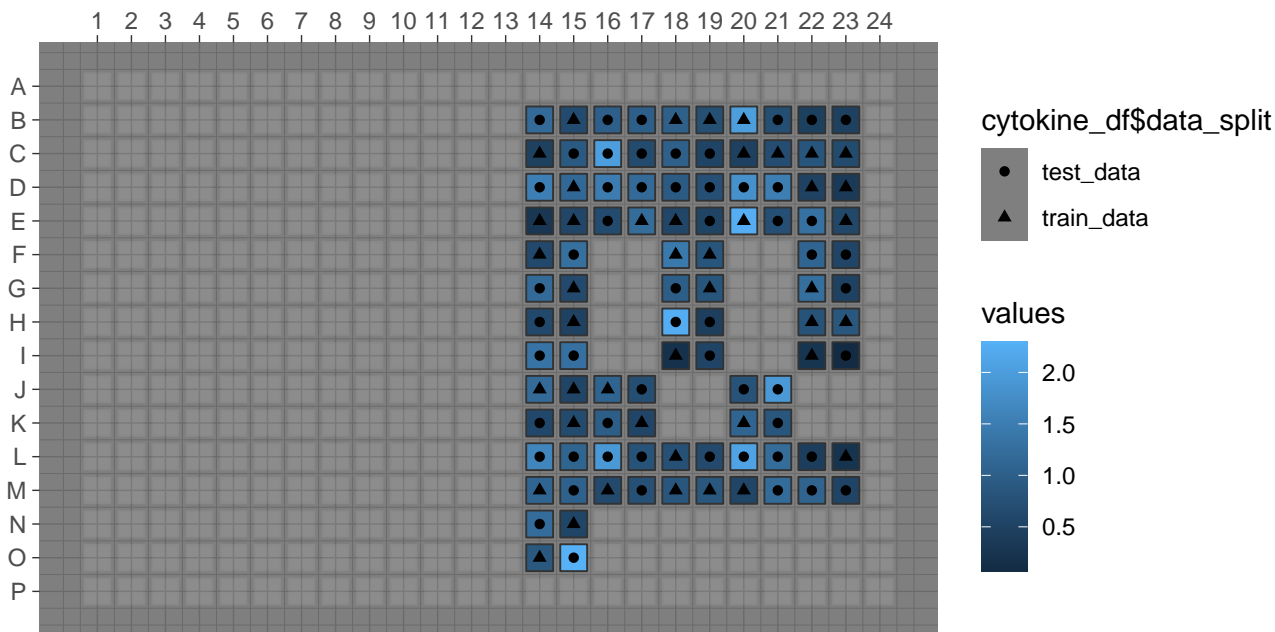 1 2 3 4 5 6 7 8 9 10 11 12 13 14 15 16 17 18 19 20 21 22 23 24
A
B
C
D
E
F
G
H
I
J
K
L
M
N
O
P
cytokine_df$data_split
test_data
train_data
values
2.0
1.5
1.0
0.5